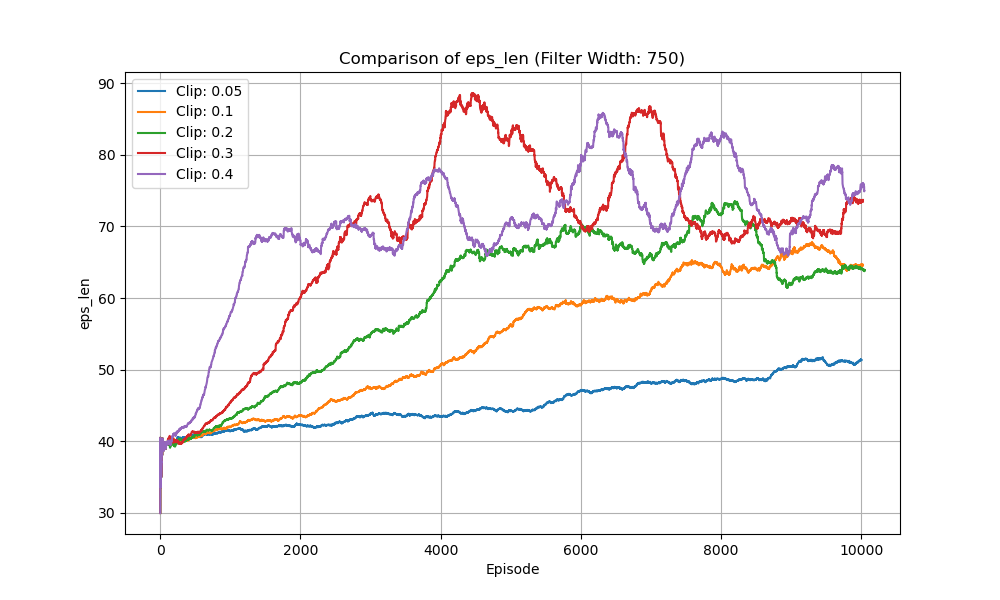 Comparison of eps_len (Filter Width: 750)
90
80
70
60
50
40
30
eps_len
Clip: 0.05
Clip: 0.1
Clip: 0.2
Clip: 0.3
Clip: 0.4
0
2000
4000
6000
8000
10000
Episode